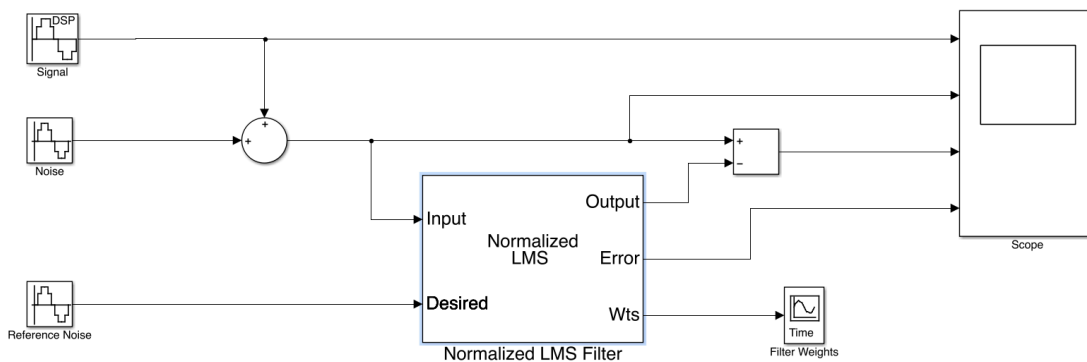 DSP
Signal
+
+
Noise
+
−
Input
Output
Normalized
LMS
Error
Desired
Wts
Normalized LMS Filter
Reference Noise
Time
Filter Weights
Scope